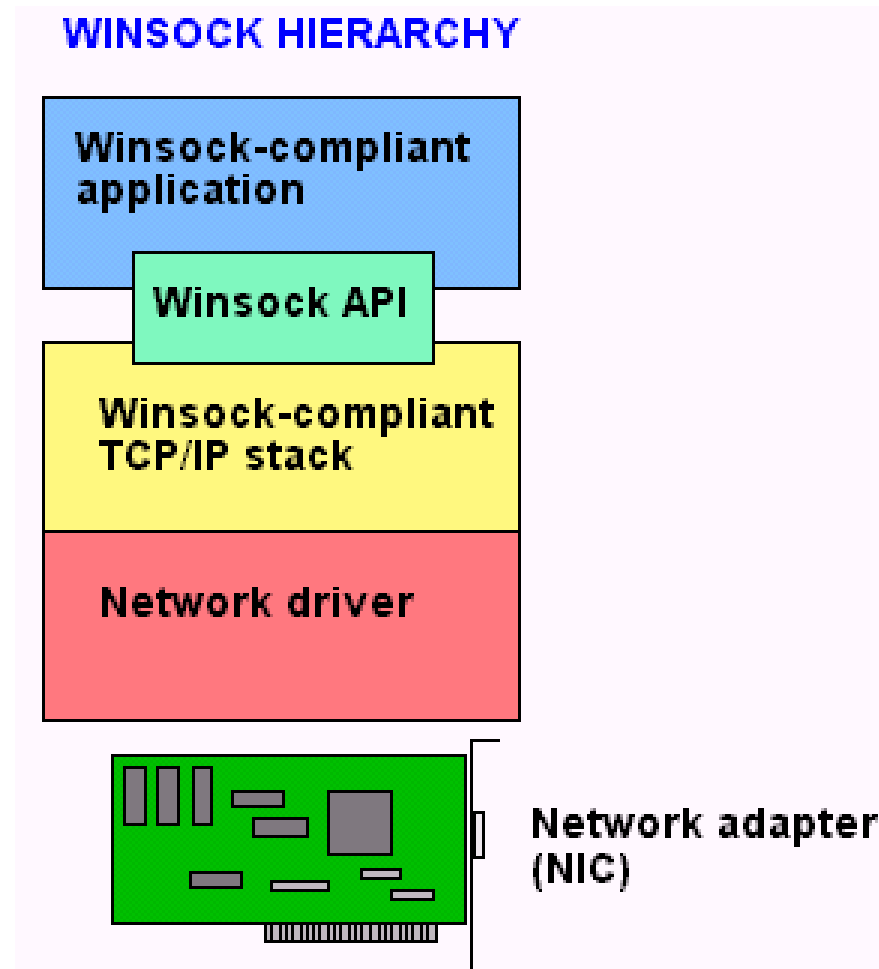 WINSOCK HIERARCHY
Winsock-compliant
application
Winsock API
Winsock-compliant
TCP/IP stack
Network driver
Network adapter
(NIC)